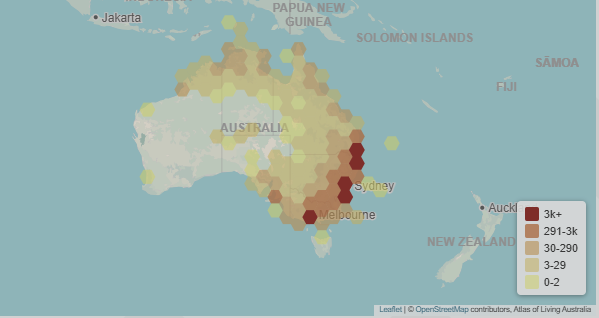 PAPUA NEW
GUINEA
Jakarta
SOLOMON ISLANDS
SĀMOA
FIJI
AUSTRALIA
Sydney
Auckl
Melbourne
NEW ZEALAND
3k+
291-3k
30-290
3-29
0-2
Leaflet | © OpenStreetMap contributors, Atlas of Living Australia